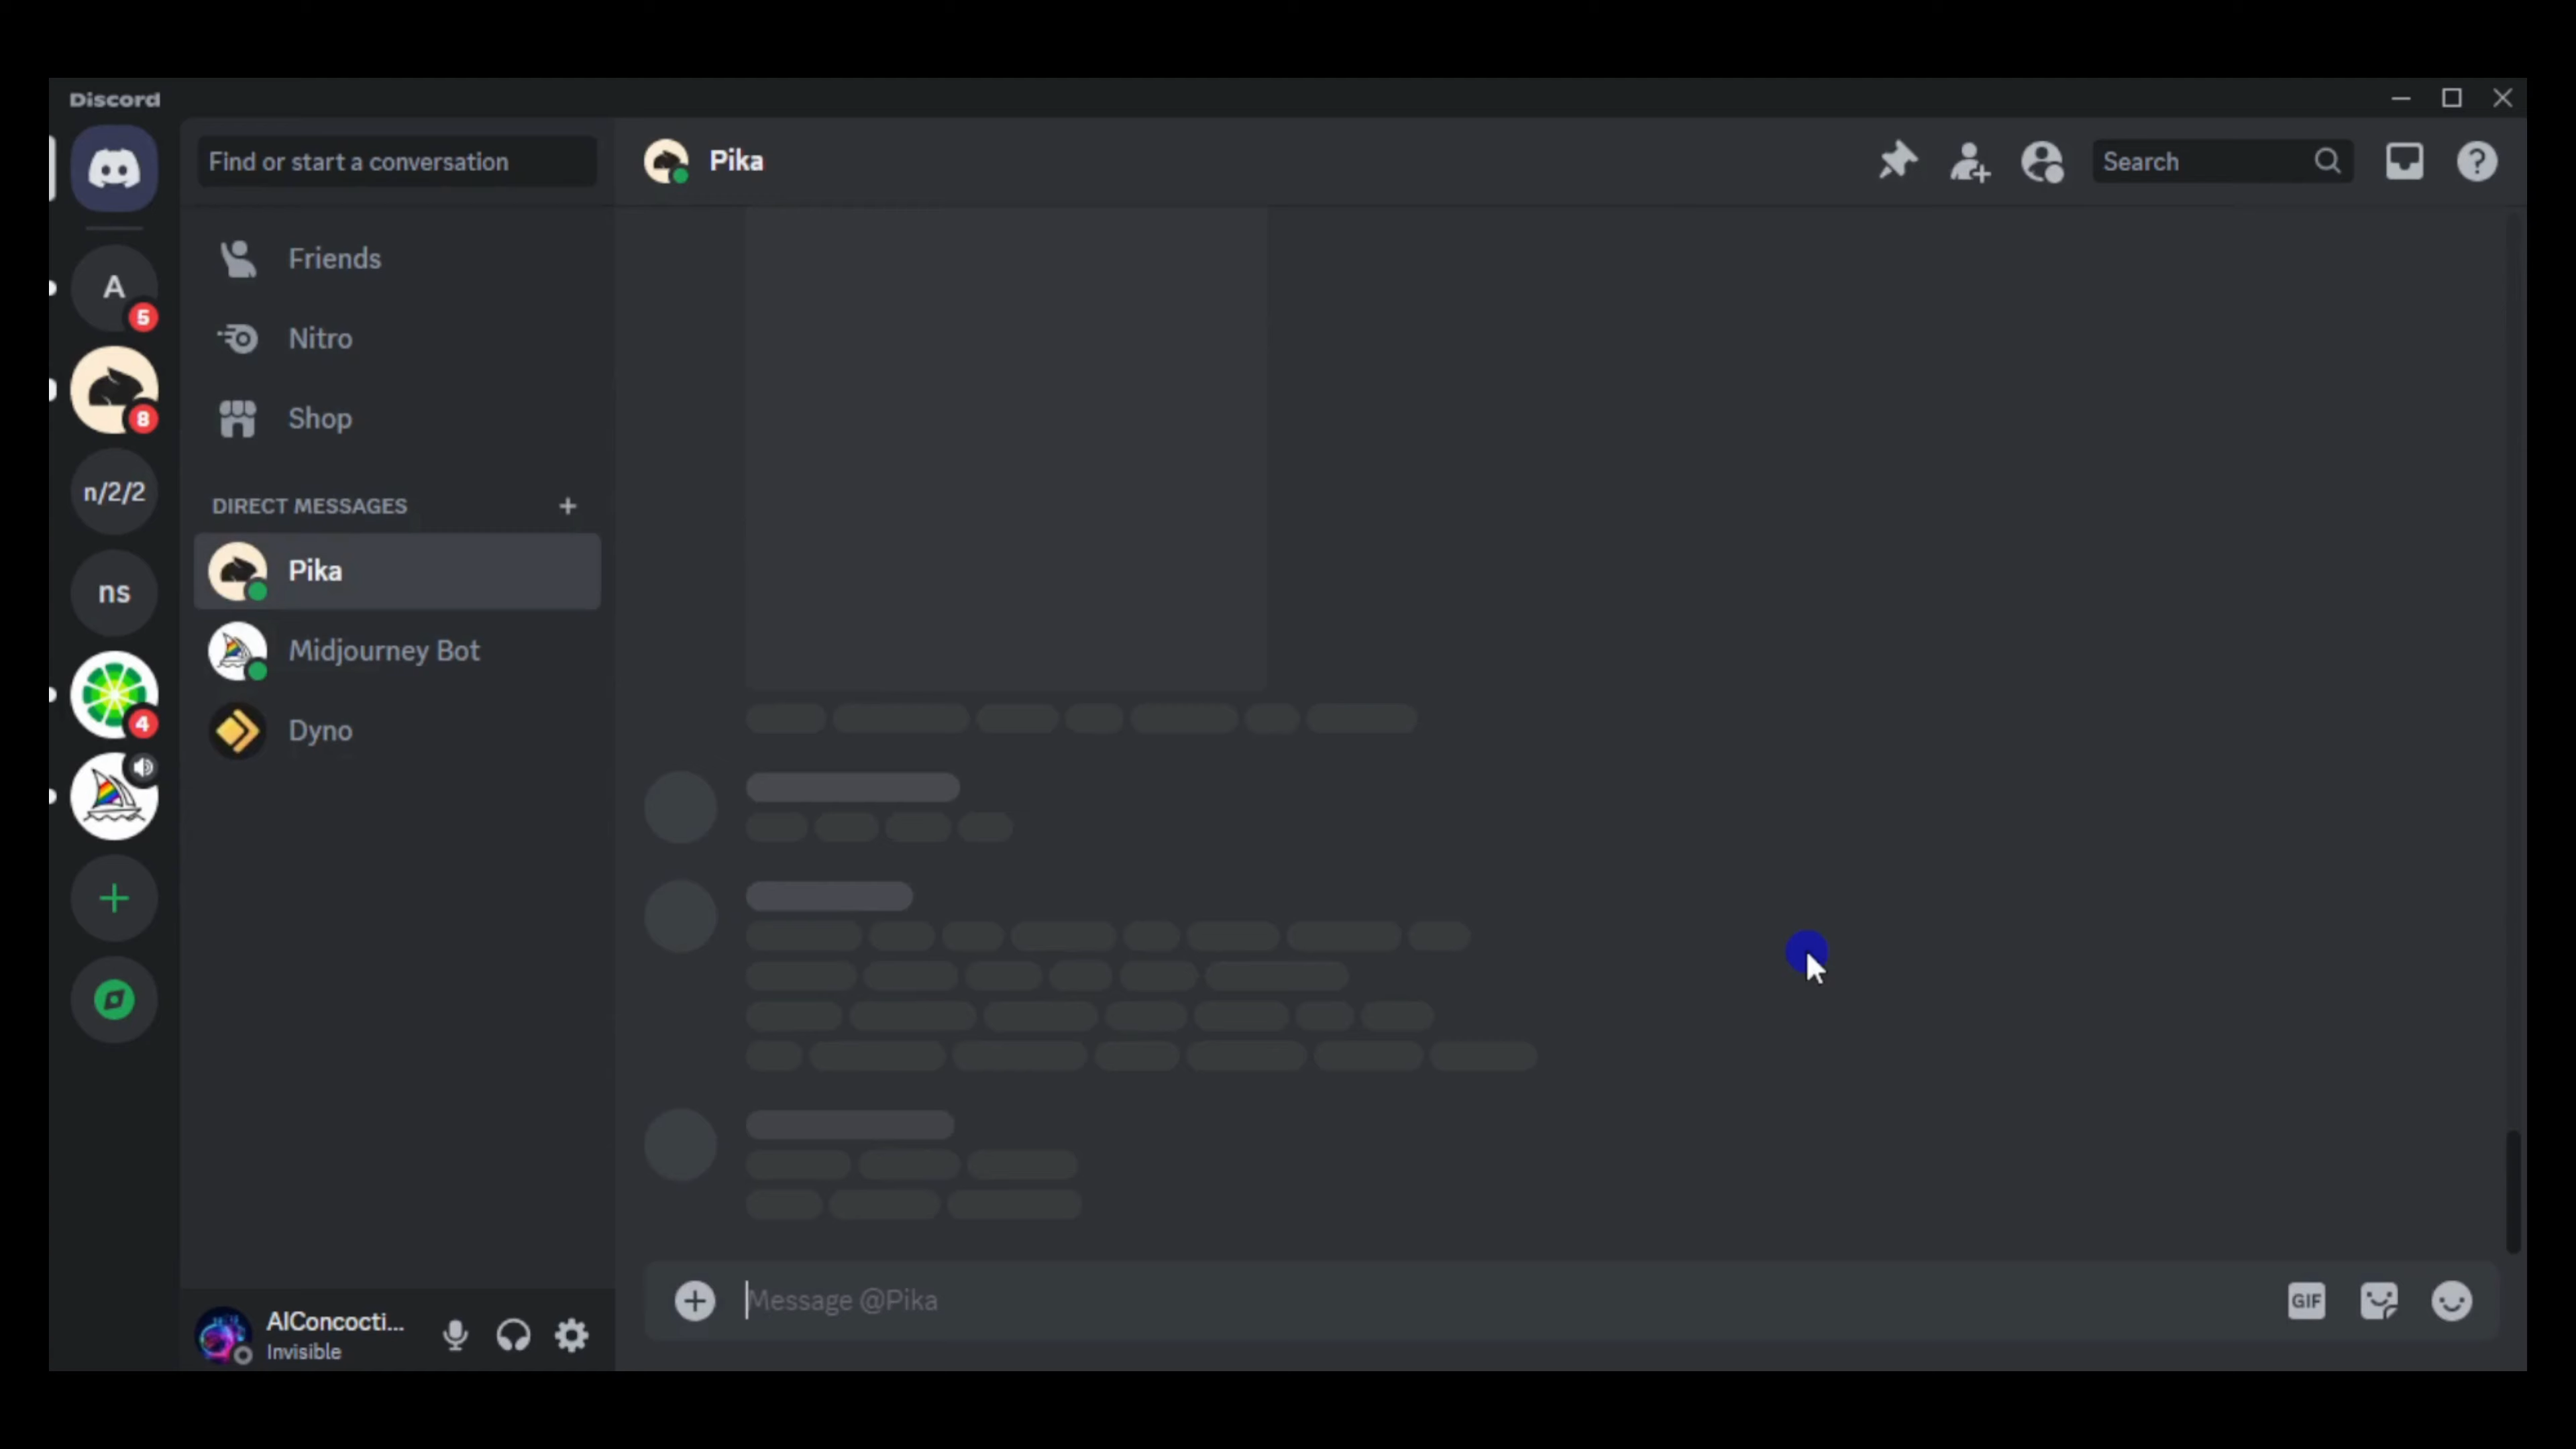 Discord
Find or start a conversation
Pika
Search
Friends
A
5
Nitro
8
Shop
n/2/2
DIRECT MESSAGES
Pika
ns
Midjourney Bot
4
Dyno
Message @Pika
GIF
AIConcocti...
Invisible